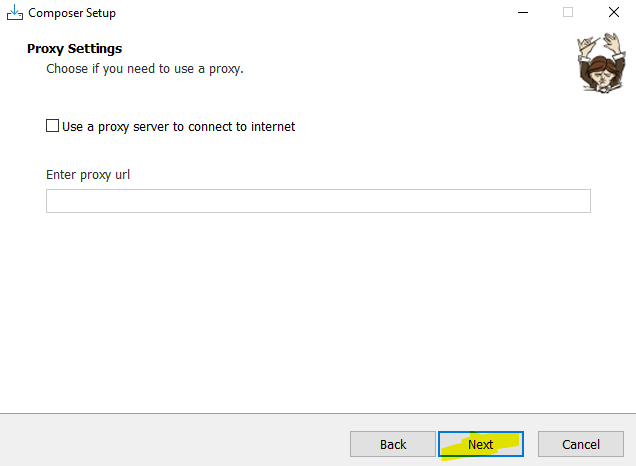 Composer Setup
Proxy Settings
Choose if you need to use a proxy.
Use a proxy server to connect to internet
Enter proxy url
Back Next Cancel